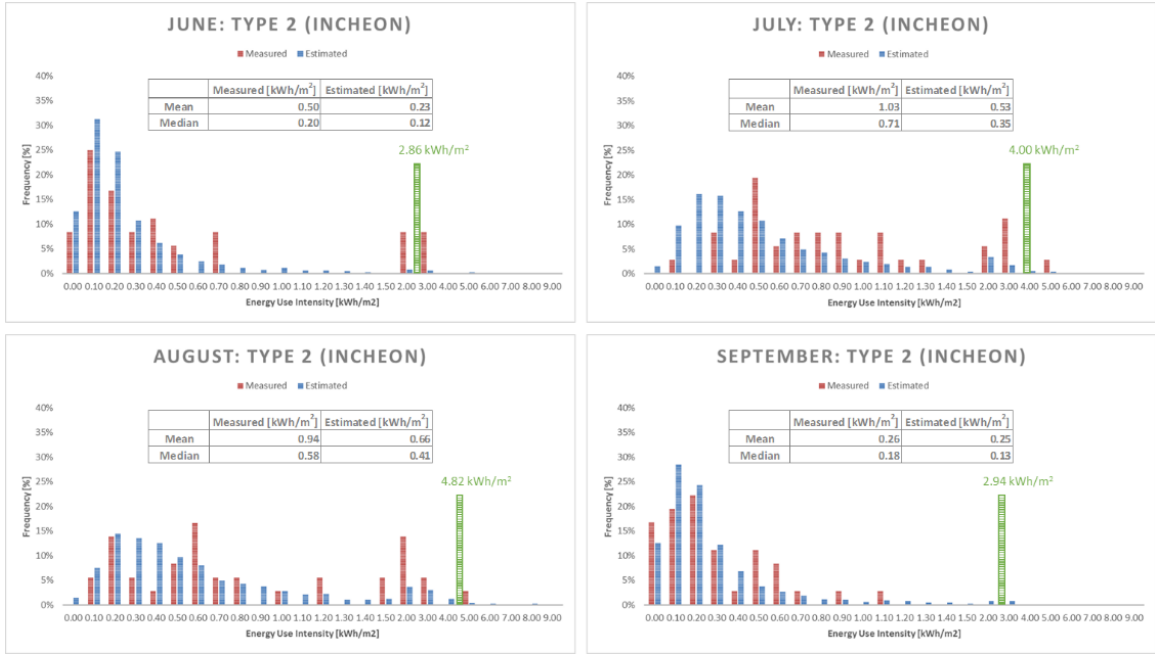 JUNE: TYPE 2 (INCHEON)
Measured Estimated
40%
35%
30%
25%
20%
15%
10%
5%
0%
Frequency [%]
Measured [kWh/m²] Estimated [kWh/m²]
Mean 0.50 0.23
Median 0.20 0.12
2.86 kWh/m²
0.00 0.10 0.20 0.30 0.40 0.50 0.60 0.70 0.80 0.90 1.00 1.10 1.20 1.30 1.40 1.50 2.00 3.00 4.00 5.00 6.00 7.00 8.00 9.00
Energy Use Intensity [kWh/m2]
JULY: TYPE 2 (INCHEON)
Measured Estimated
40%
35%
30%
25%
20%
15%
10%
5%
0%
Frequency [%]
Measured [kWh/m²] Estimated [kWh/m²]
Mean 1.03 0.53
Median 0.71 0.35
4.00 kWh/m²
0.00 0.10 0.20 0.30 0.40 0.50 0.60 0.70 0.80 0.90 1.00 1.10 1.20 1.30 1.40 1.50 2.00 3.00 4.00 5.00 6.00 7.00 8.00 9.00
Energy Use Intensity [kWh/m2]
AUGUST: TYPE 2 (INCHEON)
Measured Estimated
40%
35%
30%
25%
20%
15%
10%
5%
0%
Frequency [%]
Measured [kWh/m²] Estimated [kWh/m²]
Mean 0.94 0.66
Median 0.58 0.41
4.82 kWh/m²
0.00 0.10 0.20 0.30 0.40 0.50 0.60 0.70 0.80 0.90 1.00 1.10 1.20 1.30 1.40 1.50 2.00 3.00 4.00 5.00 6.00 7.00 8.00 9.00
Energy Use Intensity [kWh/m2]
SEPTEMBER: TYPE 2 (INCHEON)
Measured Estimated
40%
35%
30%
25%
20%
15%
10%
5%
0%
Frequency [%]
Measured [kWh/m²] Estimated [kWh/m²]
Mean 0.26 0.25
Median 0.18 0.13
2.94 kWh/m²
0.00 0.10 0.20 0.30 0.40 0.50 0.60 0.70 0.80 0.90 1.00 1.10 1.20 1.30 1.40 1.50 2.00 3.00 4.00 5.00 6.00 7.00 8.00 9.00
Energy Use Intensity [kWh/m2]